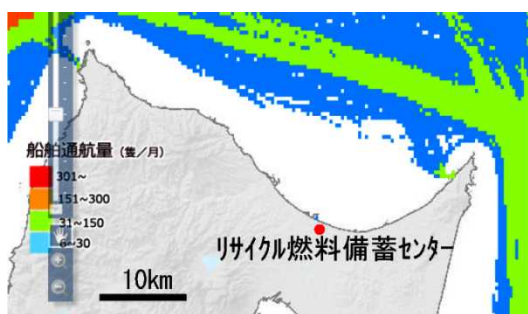 船舶通航量 (隻/月)
301~
151~300
31~150
6~30
リサイクル燃料備蓄センター
10km